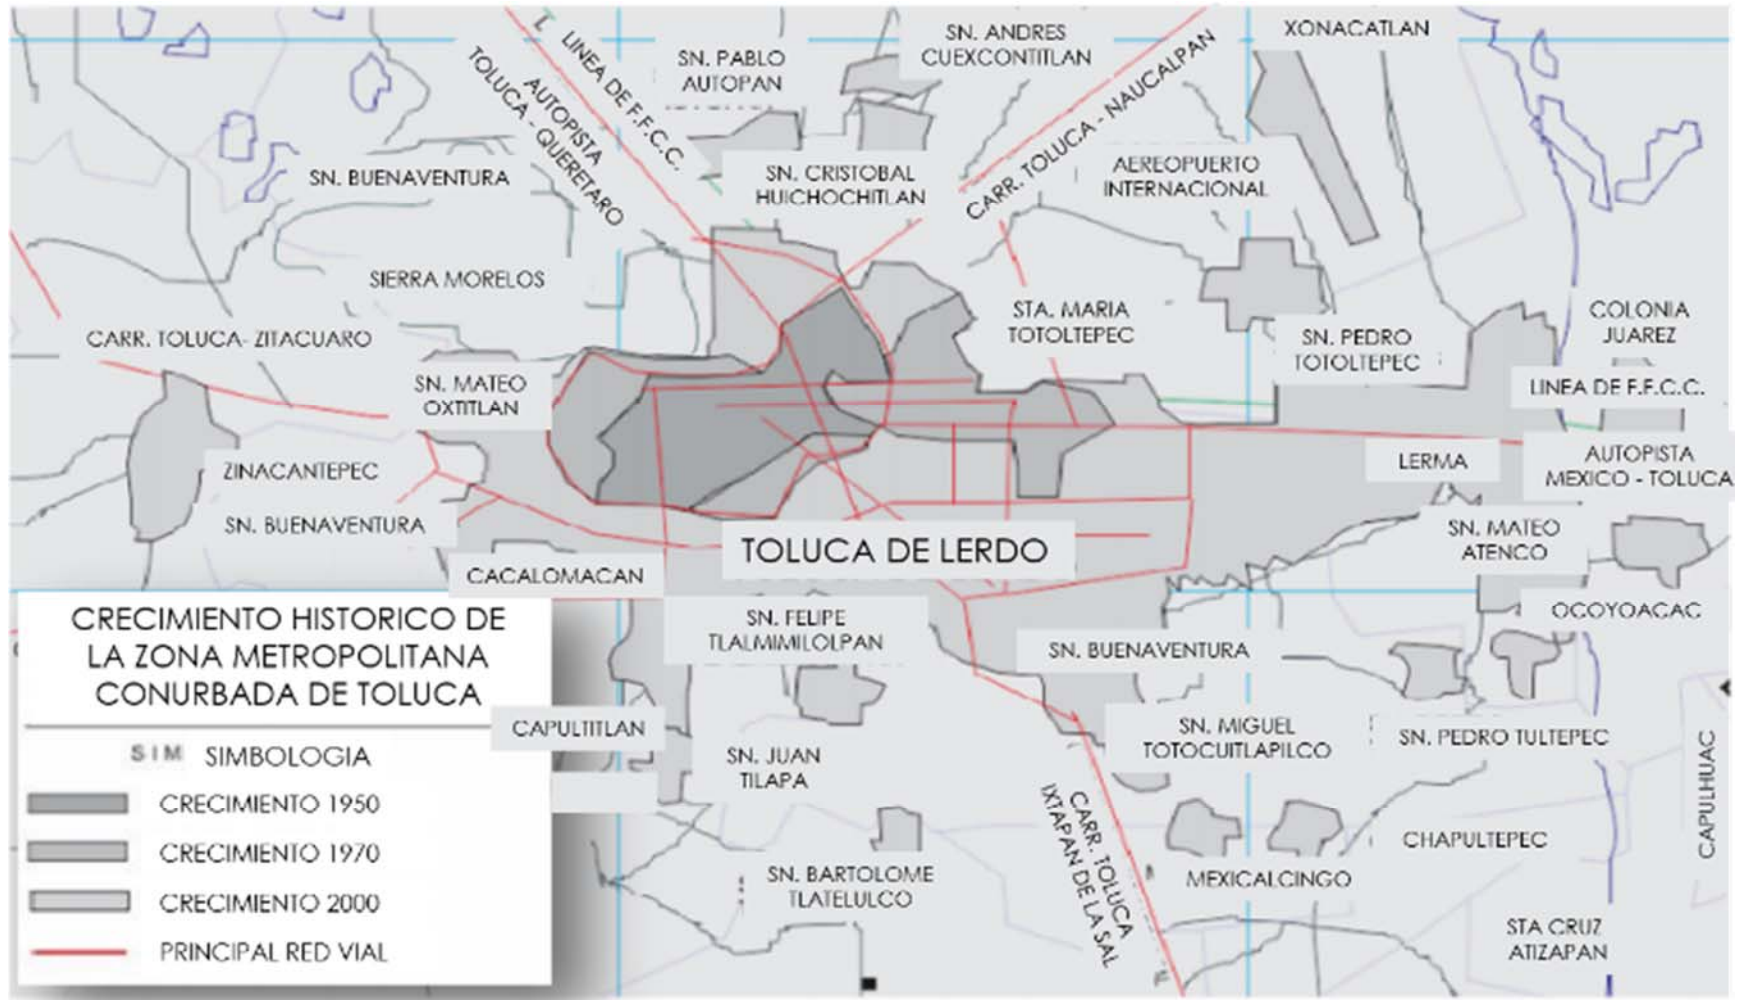 XONACATLAN
SN. ANDRES
CUEXCONTITLAN
LINEA DE F.F.C.C.
SN. PABLO
AUTOPAN
AUTOPISTA
TOLUCA - QUERETARO
CARR. TOLUCA - NAUCALPAN
SN. BUENAVENTURA
SN. CRISTOBAL
HUICHOCHITLAN
AEREOPUERTO
INTERNACIONAL
SIERRA MORELOS
CARR. TOLUCA- ZITACUARO
STA. MARIA
TOTOLTEPEC
SN. PEDRO
TOTOLTEPEC
COLONIA
JUAREZ
SN. MATEO
OXTITLAN
LINEA DE F.F.C.C.
ZINACANTEPEC
LERMA
AUTOPISTA
MEXICO - TOLUCA
SN. BUENAVENTURA
SN. MATEO
ATENCO
TOLUCA DE LERDO
CACALOMACAN
OCOYOACAC
SN. FELIPE
TLALMIMILOLPAN
SN. BUENAVENTURA
CAPULTITLAN
SN. MIGUEL
TOTOCUITLAPILCO
SN. PEDRO TULTEPEC
SN. JUAN
TILAPA
CAPULHUAC
CARR. TOLUCA
IXTAPAN DE LA SAL
CHAPULTEPEC
SN. BARTOLOME
TLATELULCO
MEXICALCINGO
STA CRUZ
ATIZAPAN
CRECIMIENTO HISTORICO DE
LA ZONA METROPOLITANA
CONURBADA DE TOLUCA
SIM SIMBOLOGIA
CRECIMIENTO 1950
CRECIMIENTO 1970
CRECIMIENTO 2000
PRINCIPAL RED VIAL